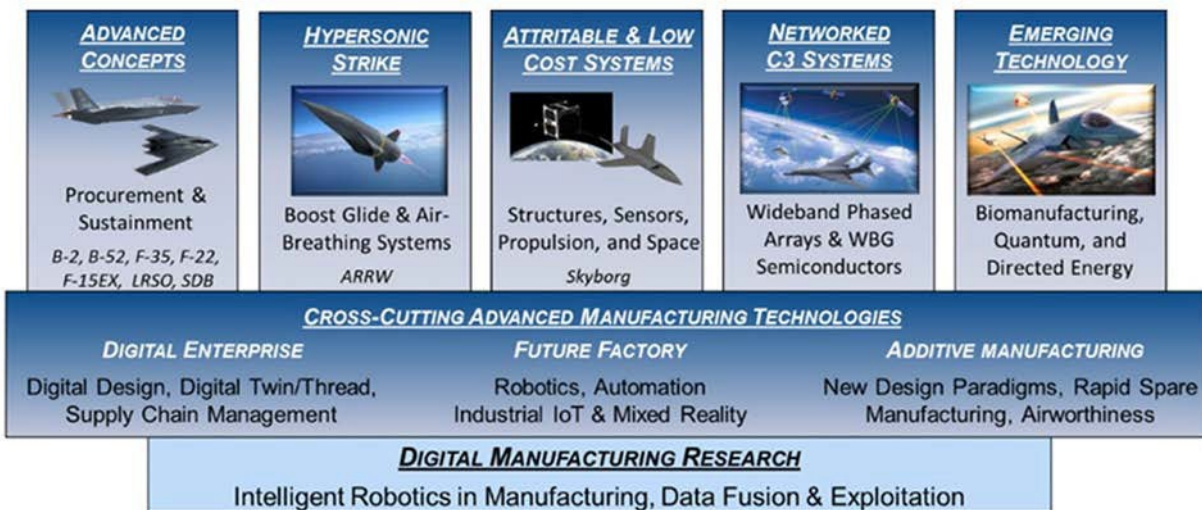 ADVANCED
CONCEPTS
Procurement &
Sustainment
B-2, B-52, F-35, F-22,
F-15EX, LRSO, SDB
HYPERSONIC
STRIKE
Boost Glide & Air-
Breathing Systems
ARRW
ATTRITABLE & LOW
COST SYSTEMS
Structures, Sensors,
Propulsion, and Space
Skyborg
NETWORKED
C3 SYSTEMS
Wideband Phased
Arrays & WBG
Semiconductors
EMERGING
TECHNOLOGY
Biomanufacturing,
Quantum, and
Directed Energy
CROSS-CUTTING ADVANCED MANUFACTURING TECHNOLOGIES
DIGITAL ENTERPRISE
Digital Design, Digital Twin/Thread,
Supply Chain Management
FUTURE FACTORY
Robotics, Automation
Industrial IoT & Mixed Reality
ADDITIVE MANUFACTURING
New Design Paradigms, Rapid Spare
Manufacturing, Airworthiness
DIGITAL MANUFACTURING RESEARCH
Intelligent Robotics in Manufacturing, Data Fusion & Exploitation